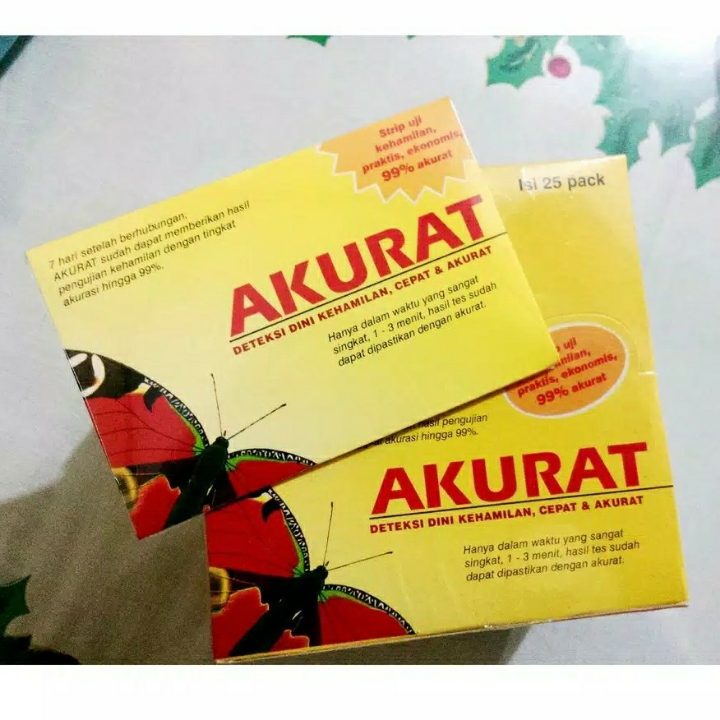 Strip uji
kehamilan,
praktis, ekonomis,
99% akurat
7 hari setelah berhubungan,
AKURAT sudah dapat memberikan hasil
pengujian kehamilan dengan tingkat
akurasi hingga 99%.
AKURAT
DETEKSI DINI KEHAMILAN, CEPAT & AKURAT
Hanya dalam waktu yang sangat
singkat, 1 - 3 menit, hasil tes sudah
dapat dipastikan dengan akurat.
Isi 25 pack
uji
praktis, ekonomis,
99% akurat
hasil pengujian
akurasi hingga 99%.
AKURAT
DETEKSI DINI KEHAMILAN, CEPAT & AKURAT
Hanya dalam waktu yang sangat
singkat, 1 - 3 menit, hasil tes sudah
dapat dipastikan dengan akurat.